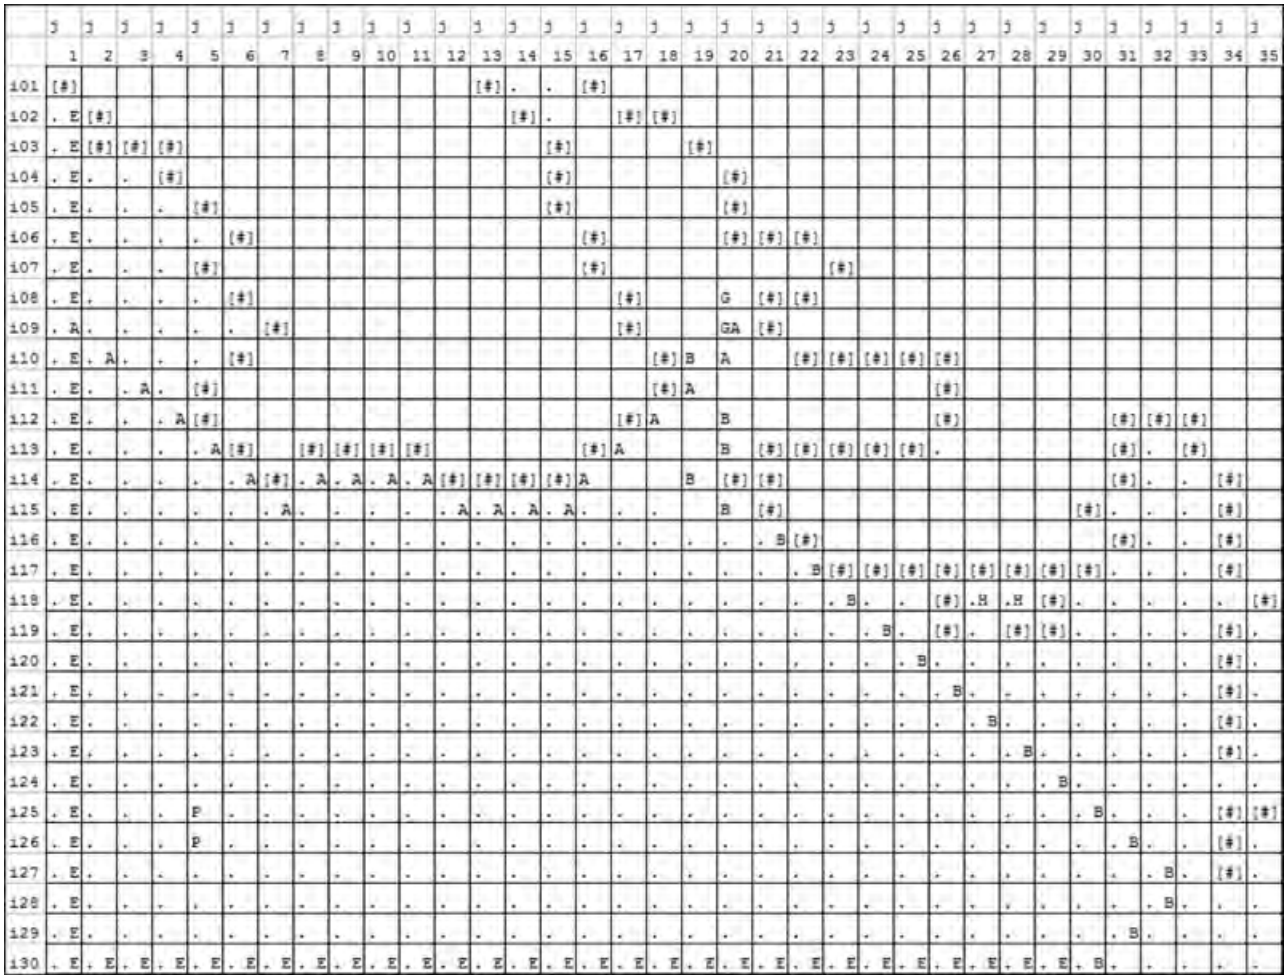 J J J J J J J J J J J J J J J J J J J J J J J J J J J J J J J J J J J
1 2 3 4 5 6 7 8 9 10 11 12 13 14 15 16 17 18 19 20 21 22 23 24 25 26 27 28 29 30 31 32 33 34 35
i01 [#] [#] . . [#]
i02 . E [#] [#] . [#] [#]
i03 . E [#] [#] [#] [#] [#]
i04 . E . . [#] [#] [#]
i05 . E . . . [#] [#] [#]
i06 . E . . . . [#] [#] [#] [#] [#]
i07 . E . . . [#] [#] [#]
i08 . E . . . . [#] [#] G [#] [#]
i09 . A . . . . . [#] [#] GA [#]
i10 . E . A . . . [#] [#] B A [#] [#] [#] [#] [#]
i11 . E . . A . [#] [#] A [#]
i12 . E . . . A [#] [#] A B [#] [#] [#] [#]
i13 . E . . . . A [#] [#] [#] [#] [#] [#] A B [#] [#] [#] [#] [#] . [#] . [#]
i14 . E . . . . . A [#] . A . A . A . A [#] [#] [#] [#] A B [#] [#] [#] . . [#]
i15 . E . . . . . . A . . . . . A . A . A . A . . . B [#] [#] . . . [#]
i16 . E . . . . . . . . . . . . . . . . . . . . B [#] [#] . . [#]
i17 . E . . . . . . . . . . . . . . . . . . . . . B [#] [#] [#] [#] [#] [#] [#] [#] . . . [#]
i18 . E . . . . . . . . . . . . . . . . . . . . . . B . . [#] .H .H [#] . . . . . [#]
i19 . E . . . . . . . . . . . . . . . . . . . . . . . B . [#] . [#] [#] . . . . [#] .
i20 . E . . . . . . . . . . . . . . . . . . . . . . . . B . . . . . . . . [#] .
i21 . E . . . . . . . . . . . . . . . . . . . . . . . . . B . . . . . . . [#] .
i22 . E . . . . . . . . . . . . . . . . . . . . . . . . . . B . . . . . . [#] .
i23 . E . . . . . . . . . . . . . . . . . . . . . . . . . . . B . . . . . [#] .
i24 . E . . . . . . . . . . . . . . . . . . . . . . . . . . . . B . . . . . .
i25 . E . . . P . . . . . . . . . . . . . . . . . . . . . . . . . B . . . [#] [#]
i26 . E . . . P . . . . . . . . . . . . . . . . . . . . . . . . . . B . . [#] .
i27 . E . . . . . . . . . . . . . . . . . . . . . . . . . . . . . . . B . [#] .
i28 . E . . . . . . . . . . . . . . . . . . . . . . . . . . . . . . . B . . .
i29 . E . . . . . . . . . . . . . . . . . . . . . . . . . . . . . . B . . . .
i30 . E . E . E . E . E . E . E . E . E . E . E . E . E . E . E . E . E . E . E . E . E . E . E . E . E . E . E . E . E . B . . . . .